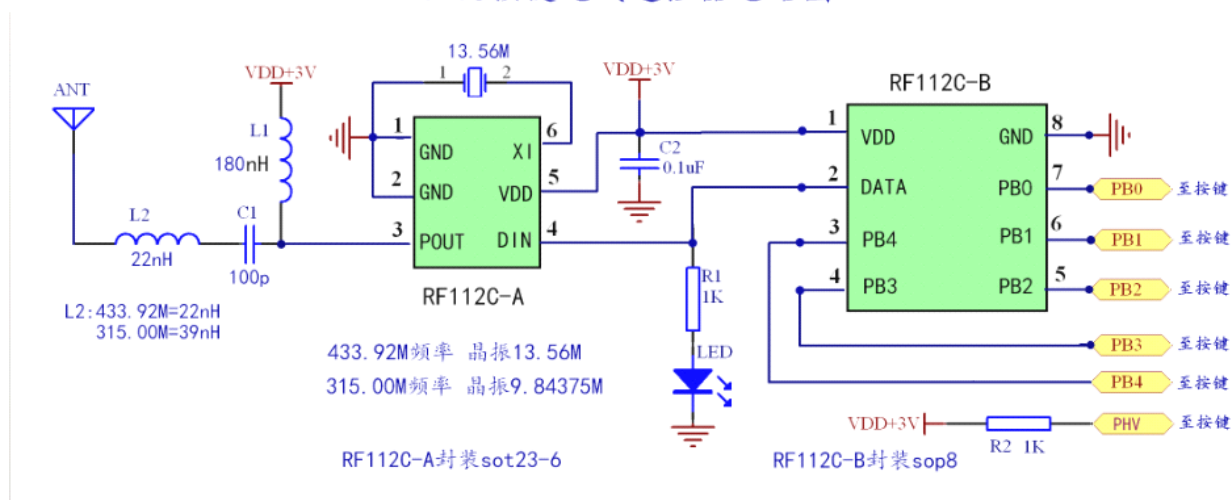 13.56M
1
2
VDD+3V
VDD+3V
ANT
RF112C-B
L1
180nH
1
GND
XI
6
2
GND
VDD
5
3
POUT
DIN
4
RF112C-A
C2
0.1uF
1
VDD
GND
8
2
DATA
PB0
7
PB0
至按键
3
PB4
PB1
6
PB1
至按键
4
PB3
PB2
5
PB2
至按键
L2
22nH
C1
100p
R1
1K
LED
L2:433.92M=22nH
315.00M=39nH
PB3
至按键
PB4
至按键
433.92M频率 晶振13.56M
315.00M频率 晶振9.84375M
VDD+3V
R2 1K
PHV
至按键
RF112C-A封装sot23-6
RF112C-B封装sop8